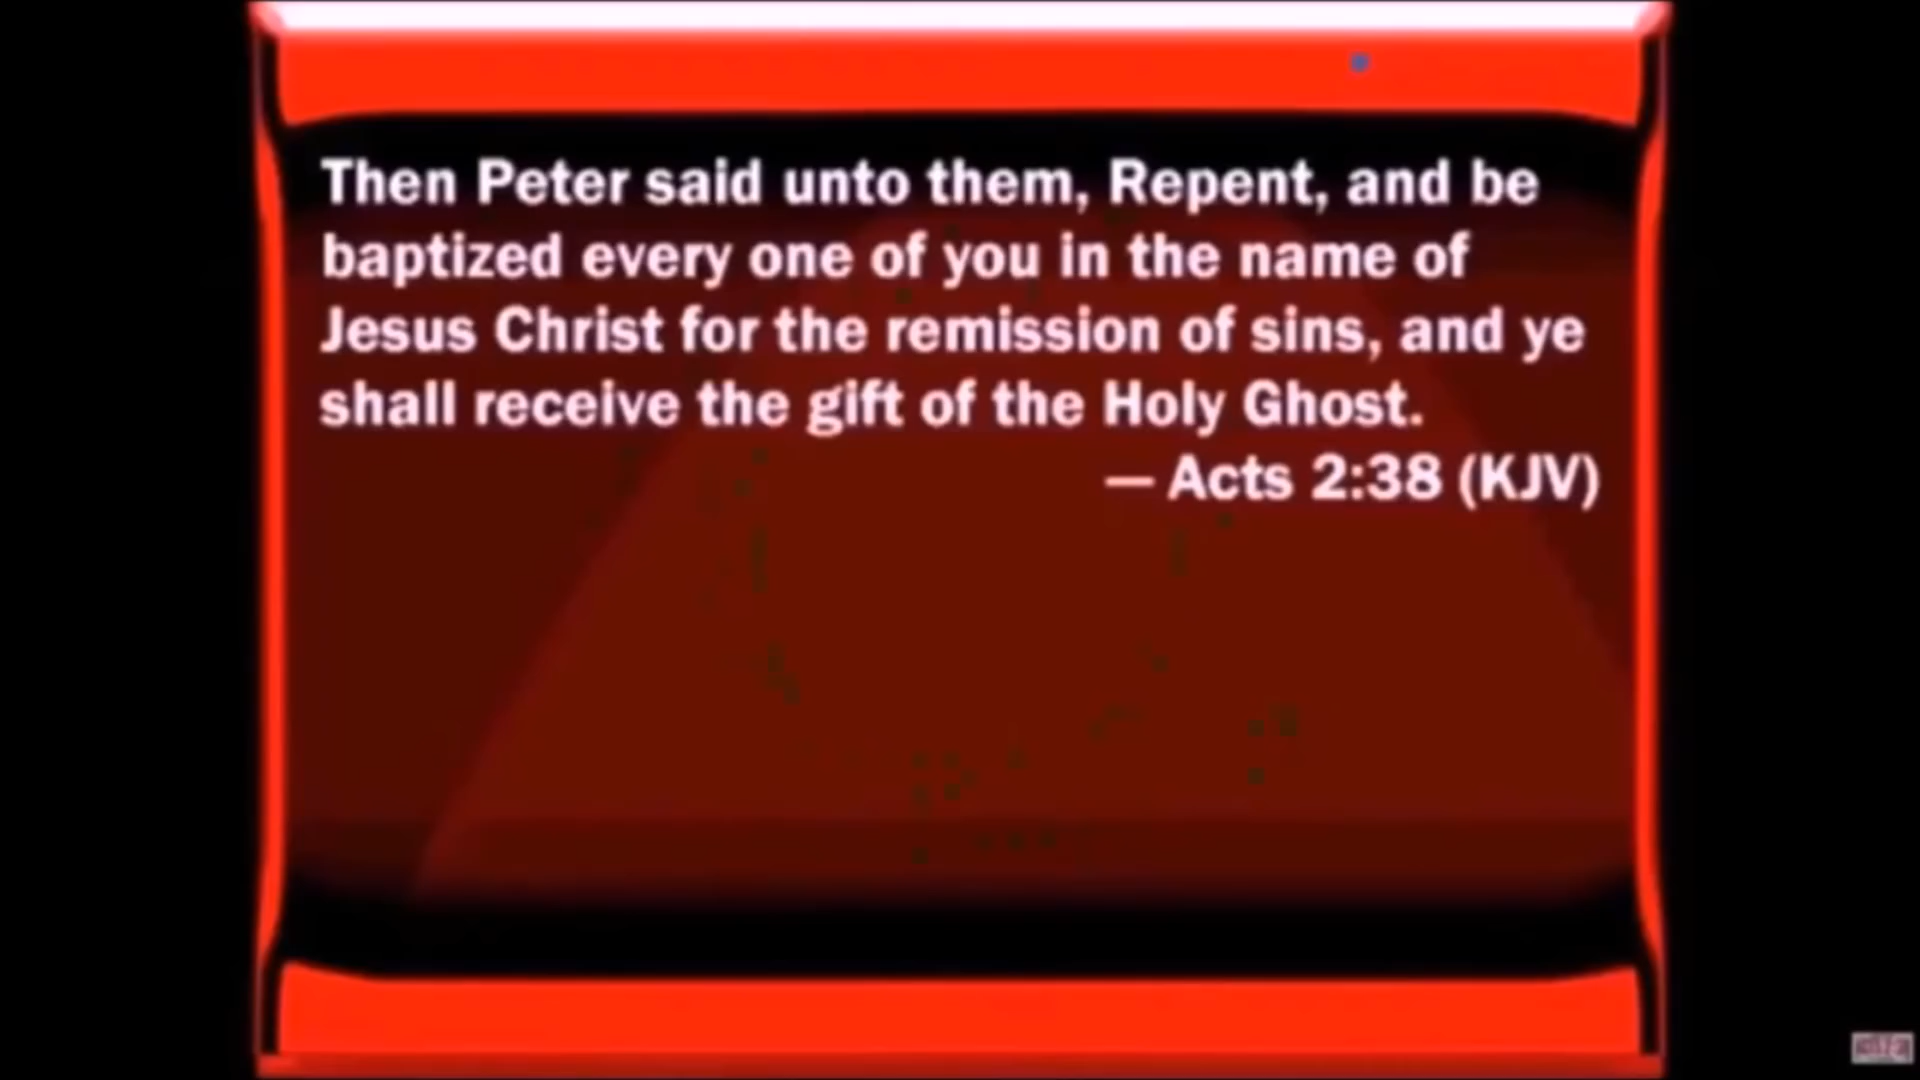 Then Peter said unto them, Repent, and be
baptized every one of you in the name of
Jesus Christ for the remission of sins, and ye
shall receive the gift of the Holy Ghost.
— Acts 2:38 (KJV)